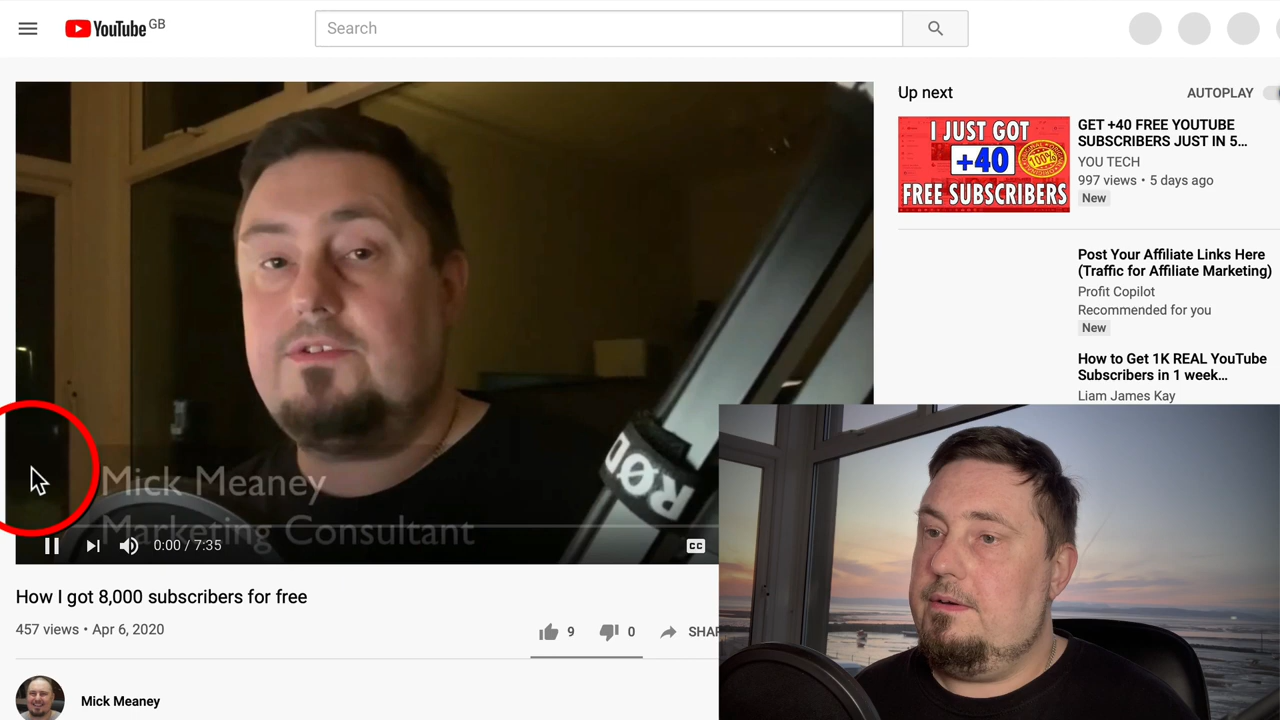 YouTube GB
Search
Mick Meaney
Marketing Consultant
RØD
0:00 / 7:35
CC
How I got 8,000 subscribers for free
457 views • Apr 6, 2020
9
0
SHAR
Mick Meaney
Up next
AUTOPLAY
I JUST GOT
+40
100%
FREE SUBSCRIBERS
GET +40 FREE YOUTUBE
SUBSCRIBERS JUST IN 5...
YOU TECH
997 views • 5 days ago
New
Post Your Affiliate Links Here
(Traffic for Affiliate Marketing)
Profit Copilot
Recommended for you
New
How to Get 1K REAL YouTube
Subscribers in 1 week...
Liam James Kay